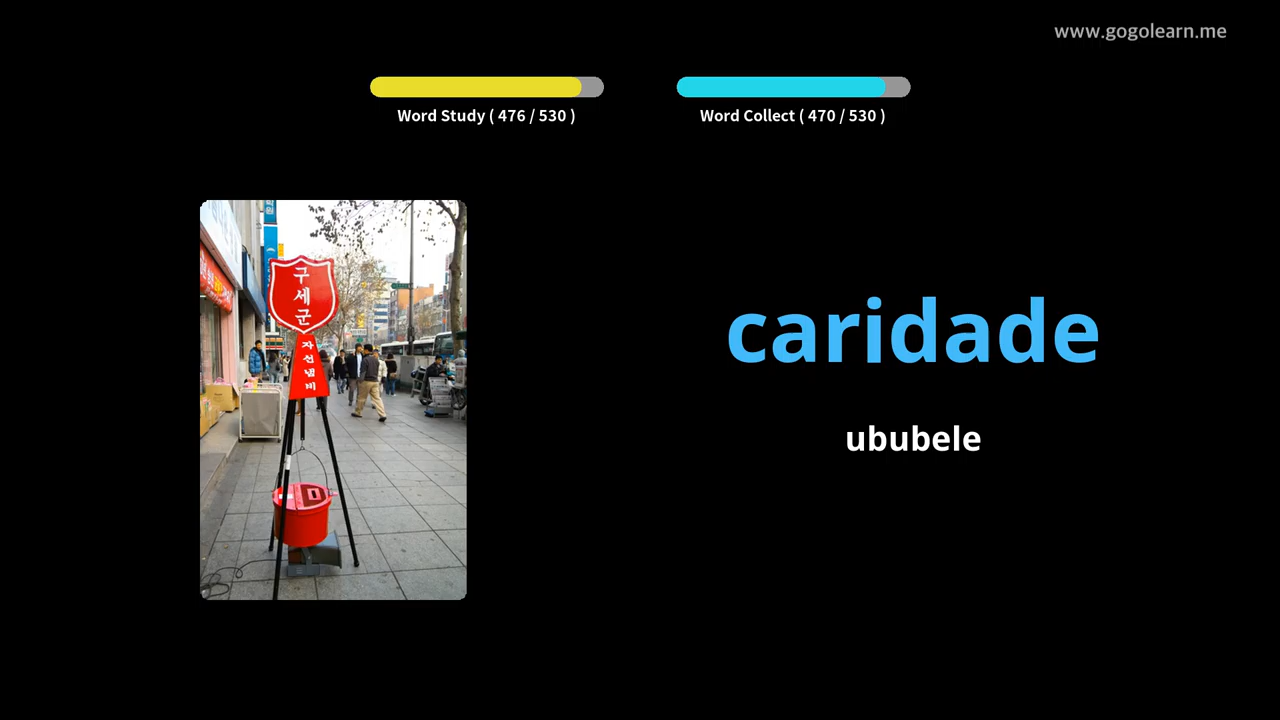 www.gogolearn.me
Word Study ( 476 / 530 )
Word Collect ( 470 / 530 )
구세군
자선냄비
caridade
ububele